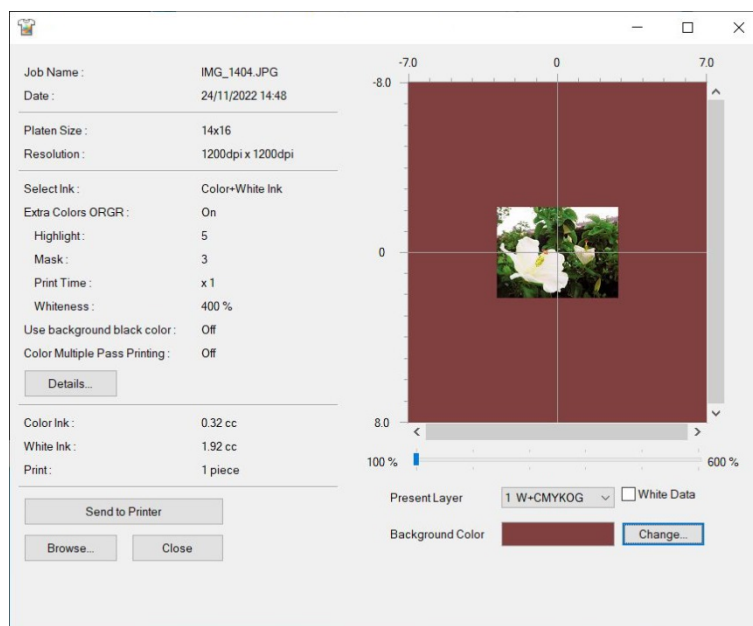 Job Name : IMG_1404.JPG
Date : 24/11/2022 14:48
Platen Size : 14x16
Resolution : 1200dpi x 1200dpi
Select Ink : Color+White Ink
Extra Colors ORGR : On
Highlight : 5
Mask : 3
Print Time : x 1
Whiteness : 400 %
Use background black color : Off
Color Multiple Pass Printing : Off
Details...
Color Ink : 0.32 cc
White Ink : 1.92 cc
Print : 1 piece
Send to Printer
Browse... Close
-7.0 0 7.0
-8.0
0
8.0
100 % 600 %
Present Layer 1 W+CMYKOG White Data
Background Color Change...